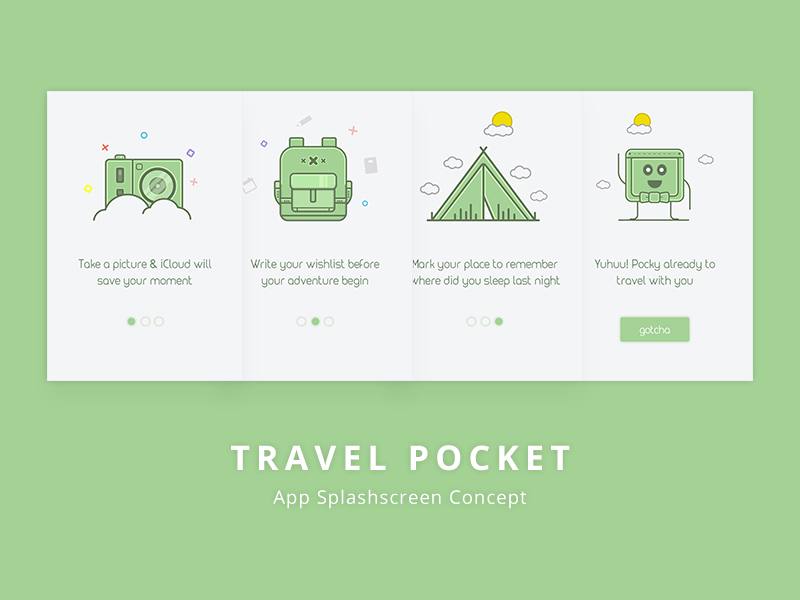 Take a picture & iCloud will
save your moment
Write your wishlist before
your adventure begin
Mark your place to remember
where did you sleep last night
Yuhuu! Pocky already to
travel with you
gotcha
TRAVEL POCKET
App Splashscreen Concept